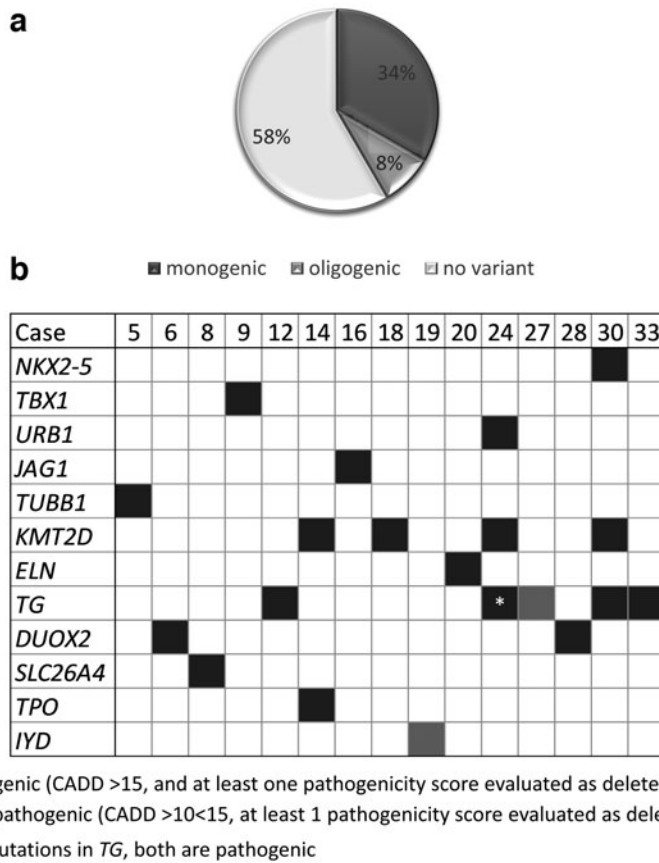 a
34%
8%
58%
b
monogenic oligogenic no variant
Case 5 6 8 9 12 14 16 18 19 20 24 27 28 30 33
NKX2-5
TBX1
URB1
JAG1
TUBB1
KMT2D
ELN
TG *
DUOX2
SLC26A4
TPO
IYD
genic (CADD >15, and at least one pathogenicity score evaluated as delete
pathogenic (CADD >10<15, at least 1 pathogenicity score evaluated as dele
utations in TG, both are pathogenic